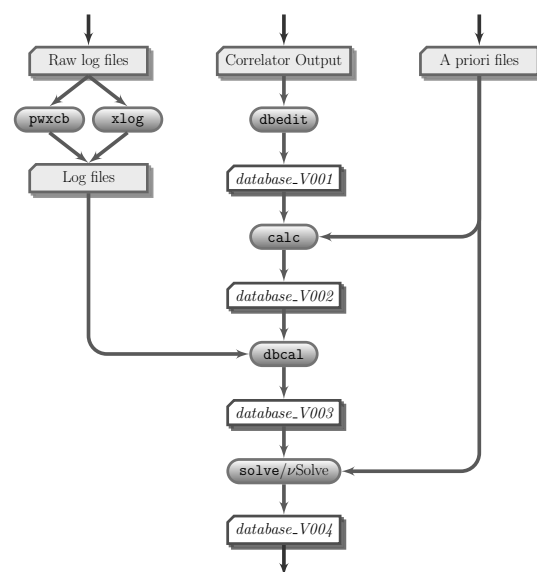 Raw log files
Correlator Output
A priori files
pwxcb
xlog
dbedit
Log files
database_V001
calc
database_V002
dbcal
database_V003
solve/νSolve
database_V004